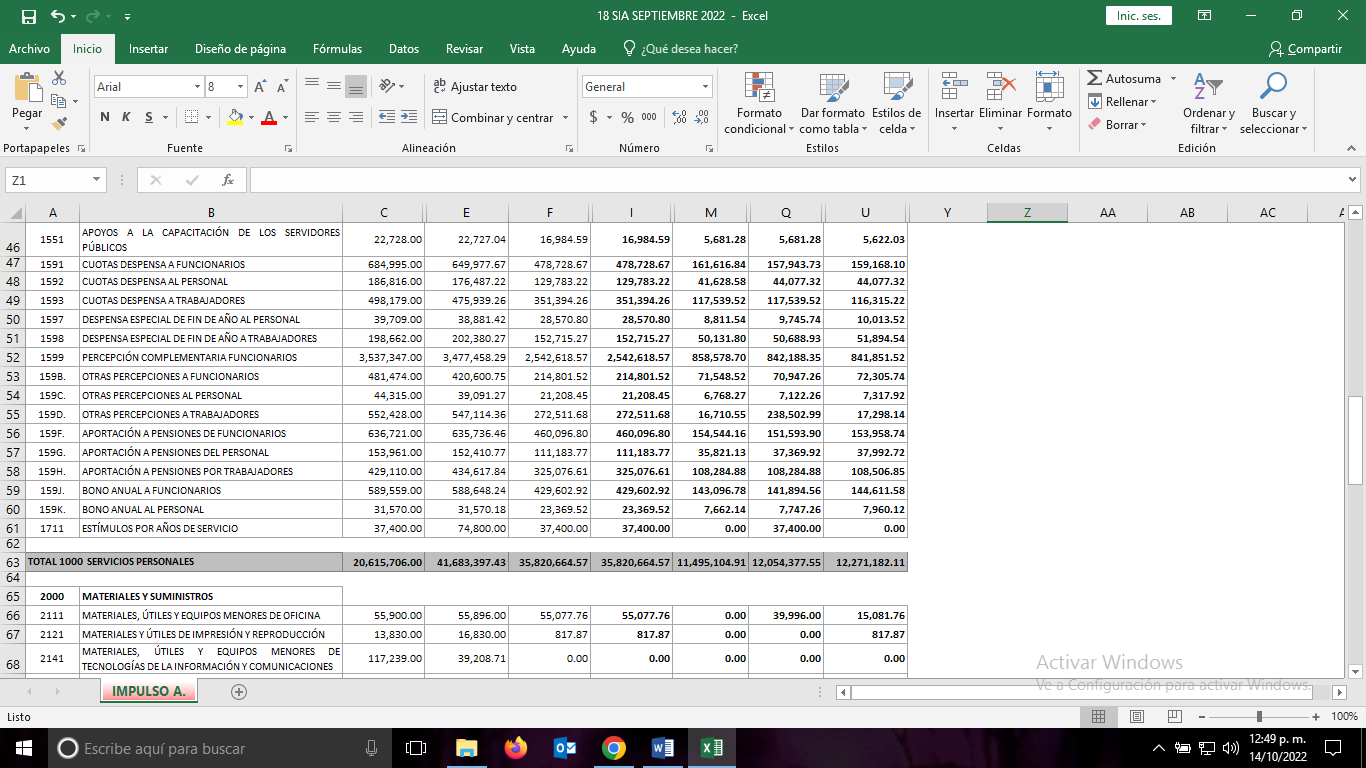 18 SIA SEPTIEMBRE 2022 - Excel
Inic. ses.
Archivo Inicio Insertar Diseño de página Fórmulas Datos Revisar Vista Ayuda ¿Qué desea hacer? Compartir
Pegar
Arial 8
N K S
Ajustar texto
Combinar y centrar
General
$ % 000
Formato condicional
Dar formato como tabla
Estilos de celda
Insertar Eliminar Formato
Autosuma
Rellenar
Borrar
Ordenar y filtrar
Buscar y seleccionar
Portapapeles Fuente Alineación Número Estilos Celdas Edición
Z1 fx
A B C E F I M Q U Y Z AA AB AC
46 1551 APOYOS A LA CAPACITACIÓN DE LOS SERVIDORES PÚBLICOS 22,728.00 22,727.04 16,984.59 16,984.59 5,681.28 5,681.28 5,622.03
47 1591 CUOTAS DESPENSA A FUNCIONARIOS 684,995.00 649,977.67 478,728.67 478,728.67 161,616.84 157,943.73 159,168.10
48 1592 CUOTAS DESPENSA AL PERSONAL 186,816.00 176,487.22 129,783.22 129,783.22 41,628.58 44,077.32 44,077.32
49 1593 CUOTAS DESPENSA A TRABAJADORES 498,179.00 475,939.26 351,394.26 351,394.26 117,539.52 117,539.52 116,315.22
50 1597 DESPENSA ESPECIAL DE FIN DE AÑO AL PERSONAL 39,709.00 38,881.42 28,570.80 28,570.80 8,811.54 9,745.74 10,013.52
51 1598 DESPENSA ESPECIAL DE FIN DE AÑO A TRABAJADORES 198,662.00 202,380.27 152,715.27 152,715.27 50,131.80 50,688.93 51,894.54
52 1599 PERCEPCIÓN COMPLEMENTARIA FUNCIONARIOS 3,537,347.00 3,477,458.29 2,542,618.57 2,542,618.57 858,578.70 842,188.35 841,851.52
53 159B. OTRAS PERCEPCIONES A FUNCIONARIOS 481,474.00 420,600.75 214,801.52 214,801.52 71,548.52 70,947.26 72,305.74
54 159C. OTRAS PERCEPCIONES AL PERSONAL 44,315.00 39,091.27 21,208.45 21,208.45 6,768.27 7,122.26 7,317.92
55 159D. OTRAS PERCEPCIONES A TRABAJADORES 552,428.00 547,114.36 272,511.68 272,511.68 16,710.55 238,502.99 17,298.14
56 159F. APORTACIÓN A PENSIONES DE FUNCIONARIOS 636,721.00 635,736.46 460,096.80 460,096.80 154,544.16 151,593.90 153,958.74
57 159G. APORTACIÓN A PENSIONES DEL PERSONAL 153,961.00 152,410.77 111,183.77 111,183.77 35,821.13 37,369.92 37,992.72
58 159H. APORTACIÓN A PENSIONES POR TRABAJADORES 429,110.00 434,617.84 325,076.61 325,076.61 108,284.88 108,284.88 108,506.85
59 159J. BONO ANUAL A FUNCIONARIOS 589,559.00 588,648.24 429,602.92 429,602.92 143,096.78 141,894.56 144,611.58
60 159K. BONO ANUAL AL PERSONAL 31,570.00 31,570.18 23,369.52 23,369.52 7,662.14 7,747.26 7,960.12
61 1711 ESTÍMULOS POR AÑOS DE SERVICIO 37,400.00 74,800.00 37,400.00 37,400.00 0.00 37,400.00 0.00
62
63 TOTAL 1000 SERVICIOS PERSONALES 20,615,706.00 41,683,397.43 35,820,664.57 35,820,664.57 11,495,104.91 12,054,377.55 12,271,182.11
64
65 2000 MATERIALES Y SUMINISTROS
66 2111 MATERIALES, ÚTILES Y EQUIPOS MENORES DE OFICINA 55,900.00 55,896.00 55,077.76 55,077.76 0.00 39,996.00 15,081.76
67 2121 MATERIALES Y ÚTILES DE IMPRESIÓN Y REPRODUCCIÓN 13,830.00 16,830.00 817.87 817.87 0.00 0.00 817.87
68 2141 MATERIALES, ÚTILES Y EQUIPOS MENORES DE TECNOLOGÍAS DE LA INFORMACIÓN Y COMUNICACIONES 117,239.00 39,208.71 0.00 0.00 0.00 0.00 0.00
Activar Windows
Ve a Configuración para activar Windows.
IMPULSO A.
Listo 100%
Escribe aquí para buscar
12:49 p. m.
14/10/2022